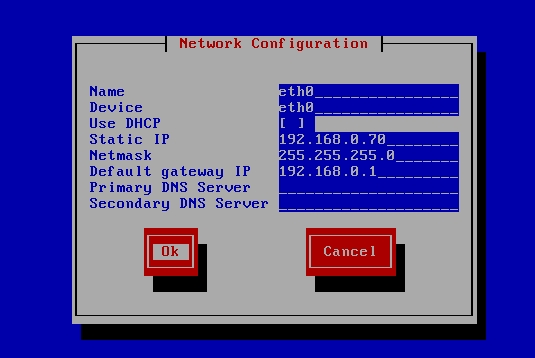 Network Configuration
Name eth0________________
Device eth0________________
Use DHCP [ ]
Static IP 192.168.0.70________
Netmask 255.255.255.0_______
Default gateway IP 192.168.0.1_________
Primary DNS Server ____________________
Secondary DNS Server ____________________
Ok Cancel